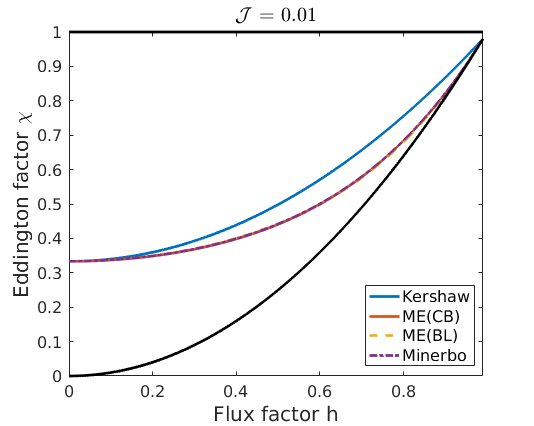 𝒥 = 0.01
Eddington factor χ
1
0.9
0.8
0.7
0.6
0.5
0.4
0.3
0.2
0.1
0
0 0.2 0.4 0.6 0.8
Flux factor h
Kershaw
ME(CB)
ME(BL)
Minerbo